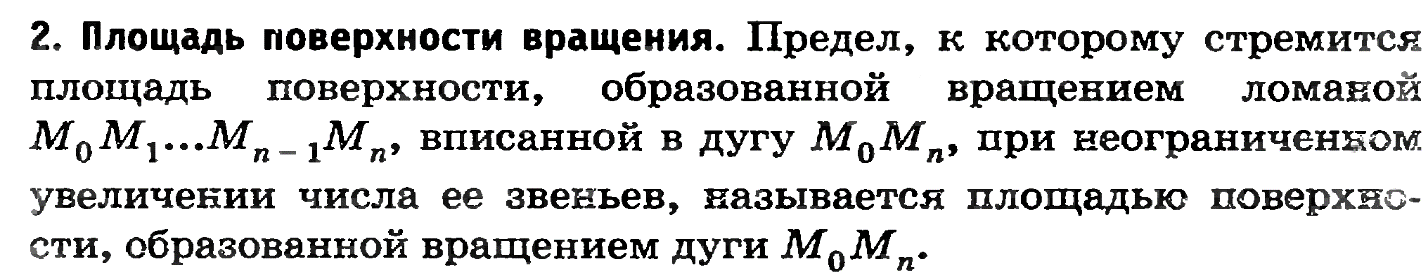 2. Площадь поверхности вращения. Предел, к которому стремится
площадь поверхности, образованной вращением ломаной
M₀M₁...Mₙ₋₁Mₙ, вписанной в дугу M₀Mₙ, при неограниченном
увеличении числа ее звеньев, называется площадью поверхно-
сти, образованной вращением дуги M₀Mₙ.